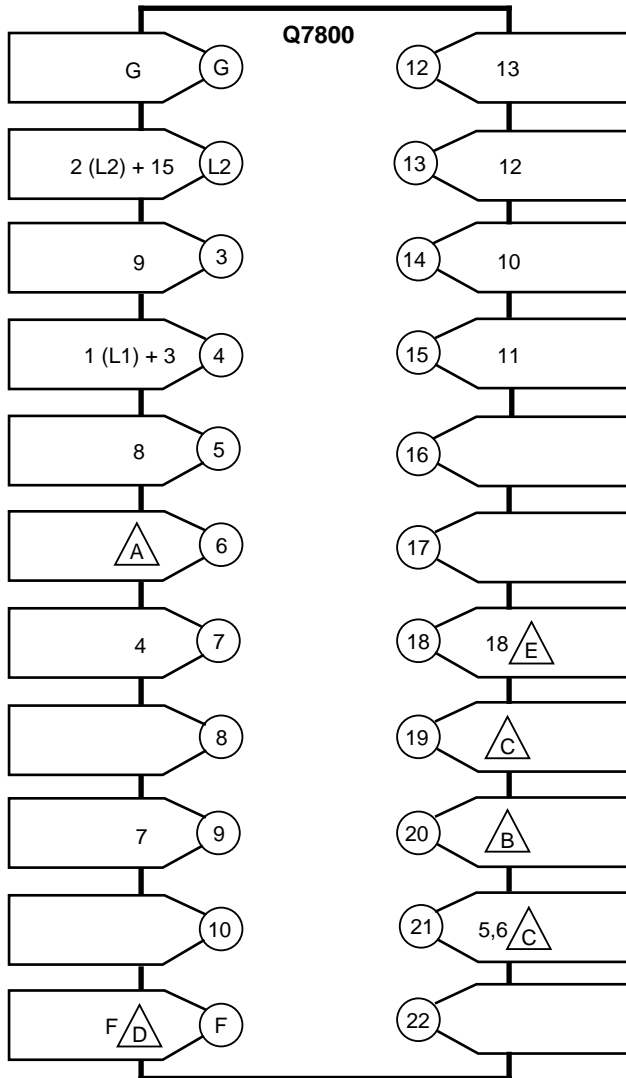 Q7800
G G 12 13
2 (L2) + 15 L2 13 12
9 3 14 10
1 (L1) + 3 4 15 11
8 5 16
A 6 17
4 7 18 18 E
8 19 C
7 9 20 B
10 21 5,6 C
F D F 22